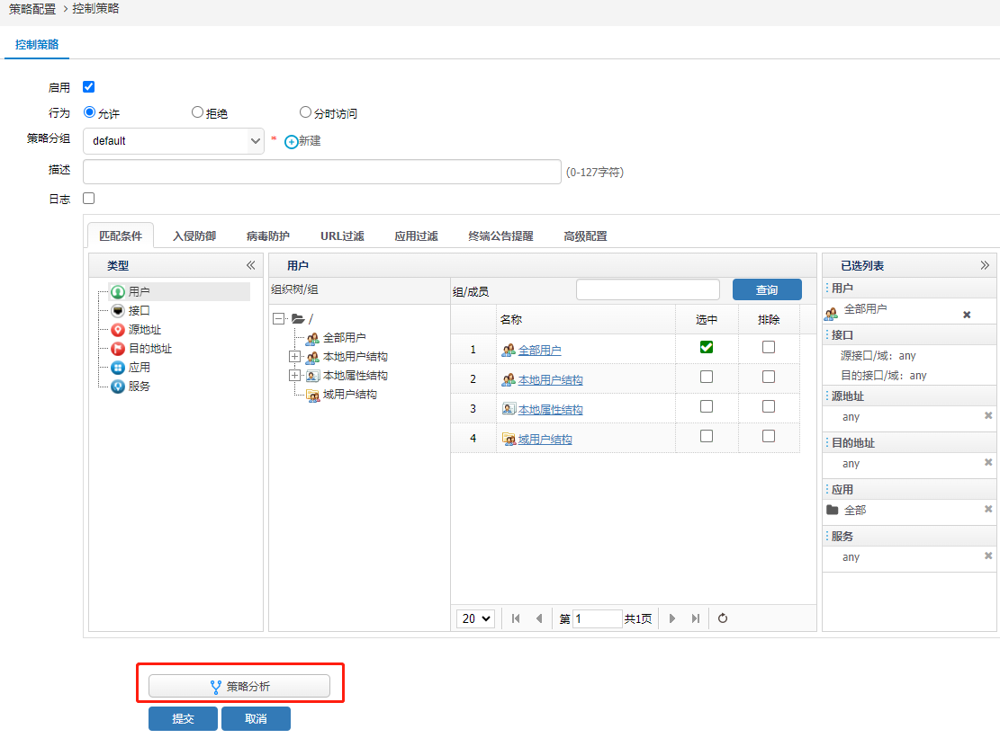 策略配置 > 控制策略
控制策略
启用
行为 允许 拒绝 分时访问
策略分组 default * 新建
描述 (0-127字符)
日志
匹配条件 入侵防御 病毒防护 URL过滤 应用过滤 终端公告提醒 高级配置
类型
用户
接口
源地址
目的地址
应用
服务
用户
组织树/组
/
全部用户
本地用户结构
本地属性结构
域用户结构
组/成员 查询
名称 选中 排除
1 全部用户
2 本地用户结构
3 本地属性结构
4 域用户结构
20 第 1 共1页
已选列表
用户
全部用户
接口
源接口/域: any
目的接口/域: any
源地址
any
目的地址
any
应用
全部
服务
any
策略分析
提交 取消